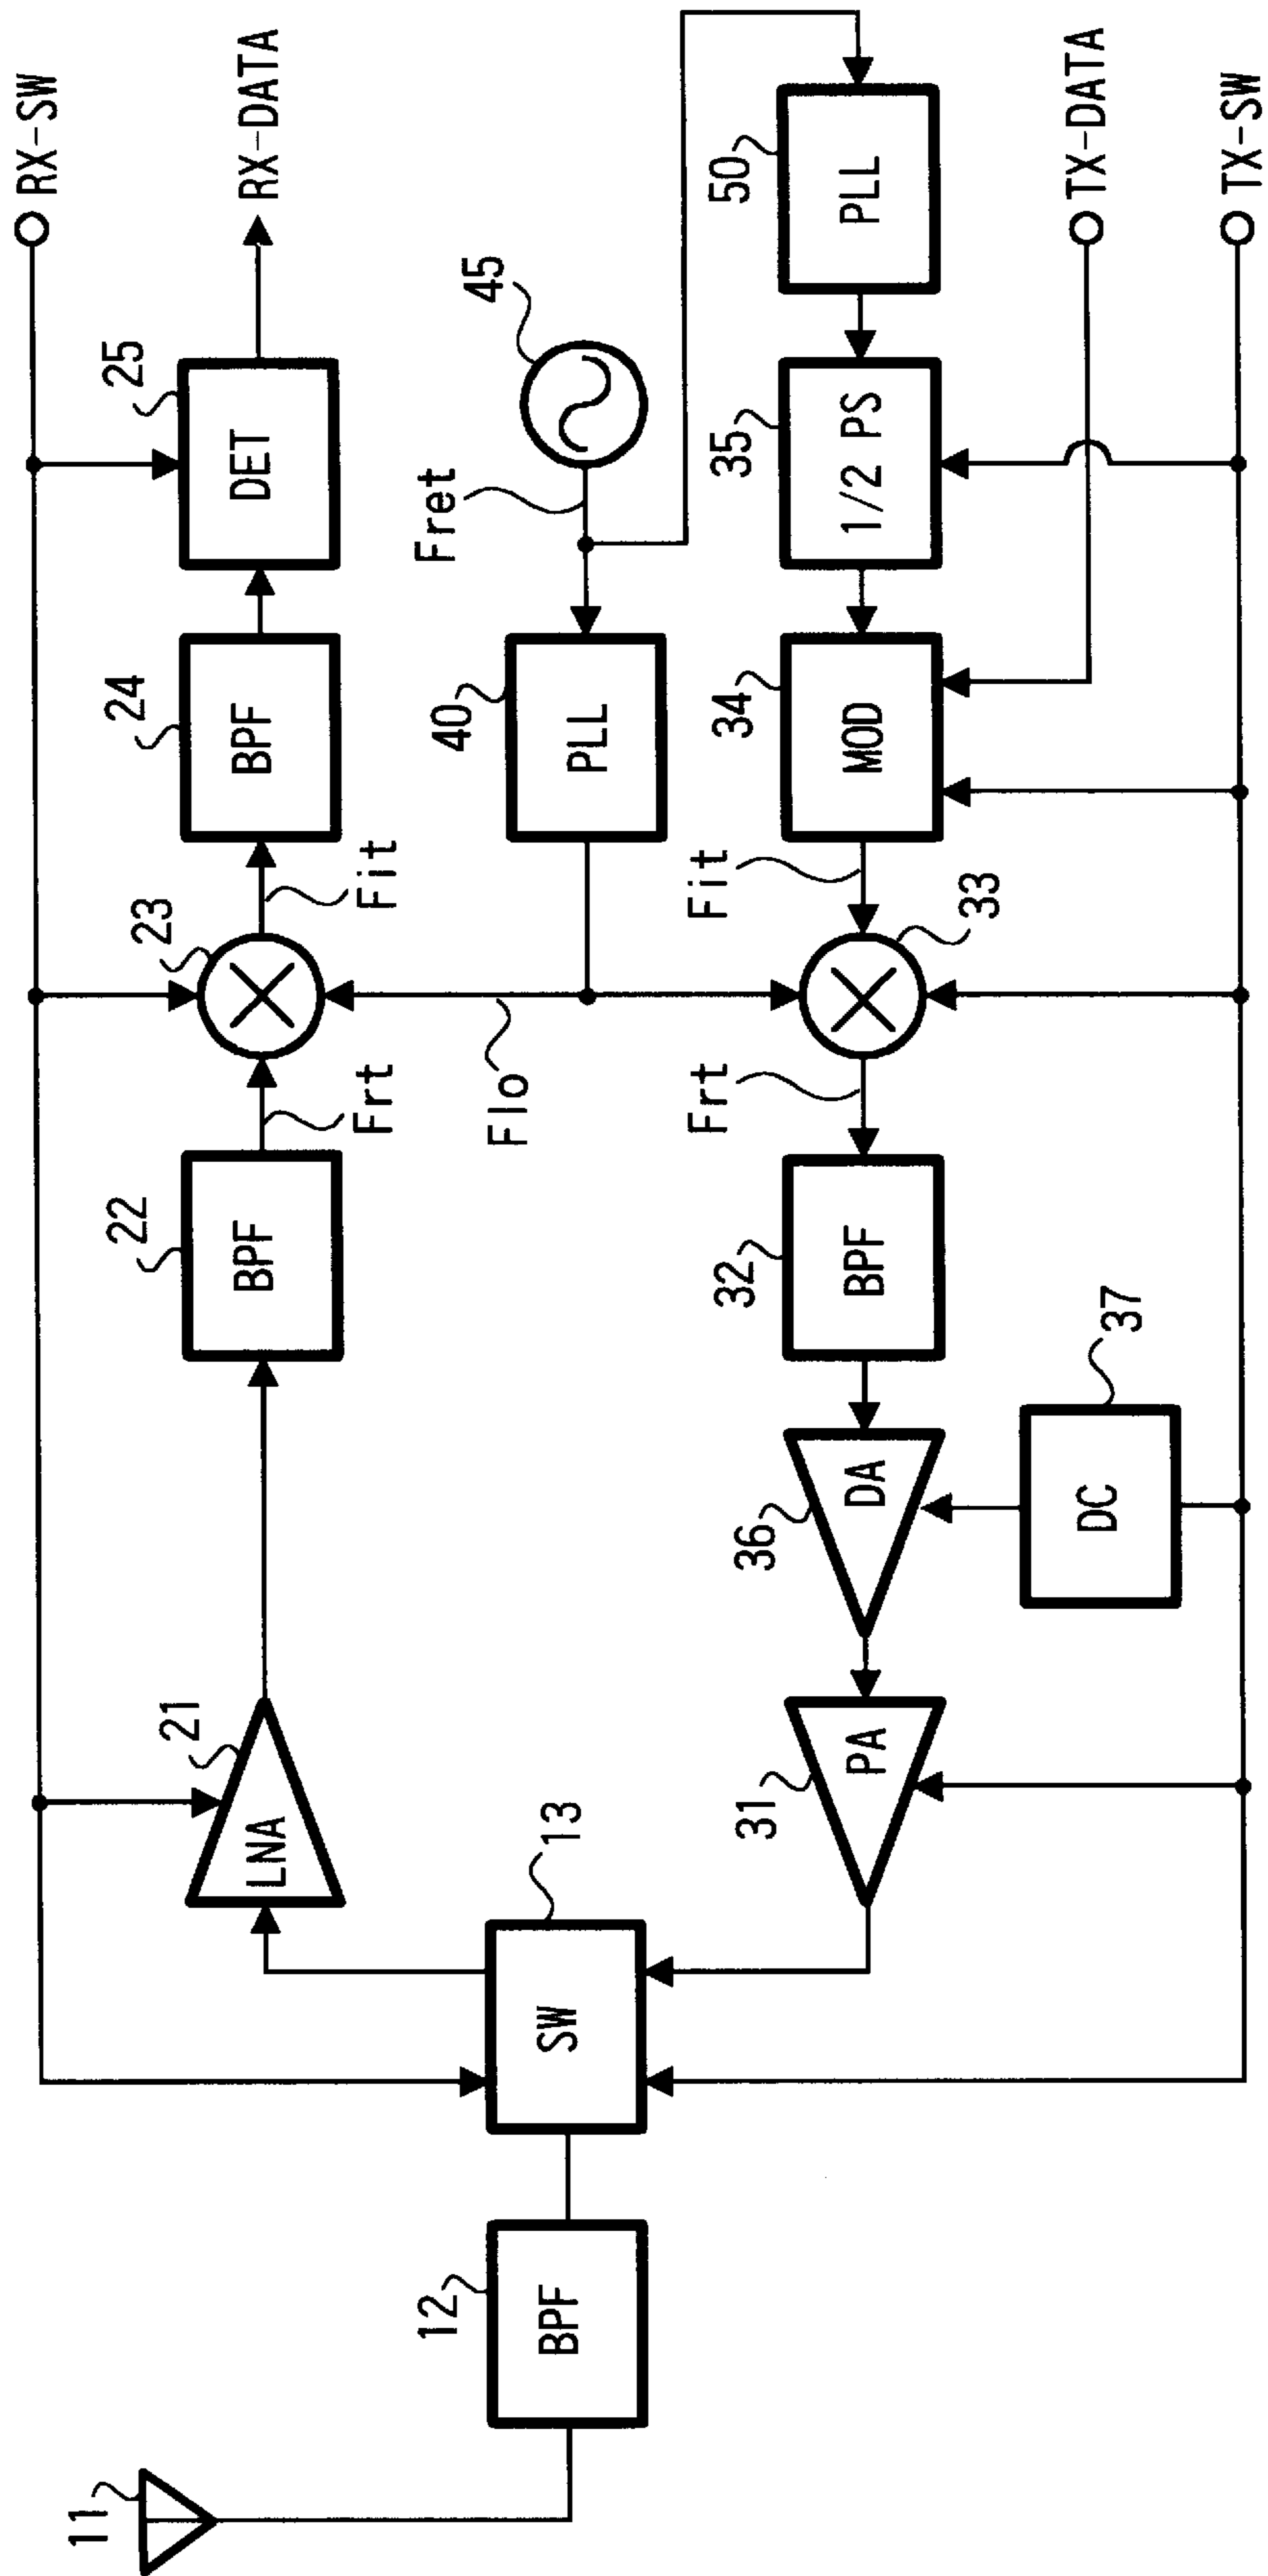 RX-SW
RX-DATA
25
DET
24
BPF
23
Fit
22
BPF
Frt
21
LNA
45
Fret
40
PLL
Flo
13
SW
12
BPF
11
50
PLL
35
1/2 PS
34
MOD
Fit
33
Frt
32
BPF
36
DA
37
DC
31
PA
TX-DATA
TX-SW